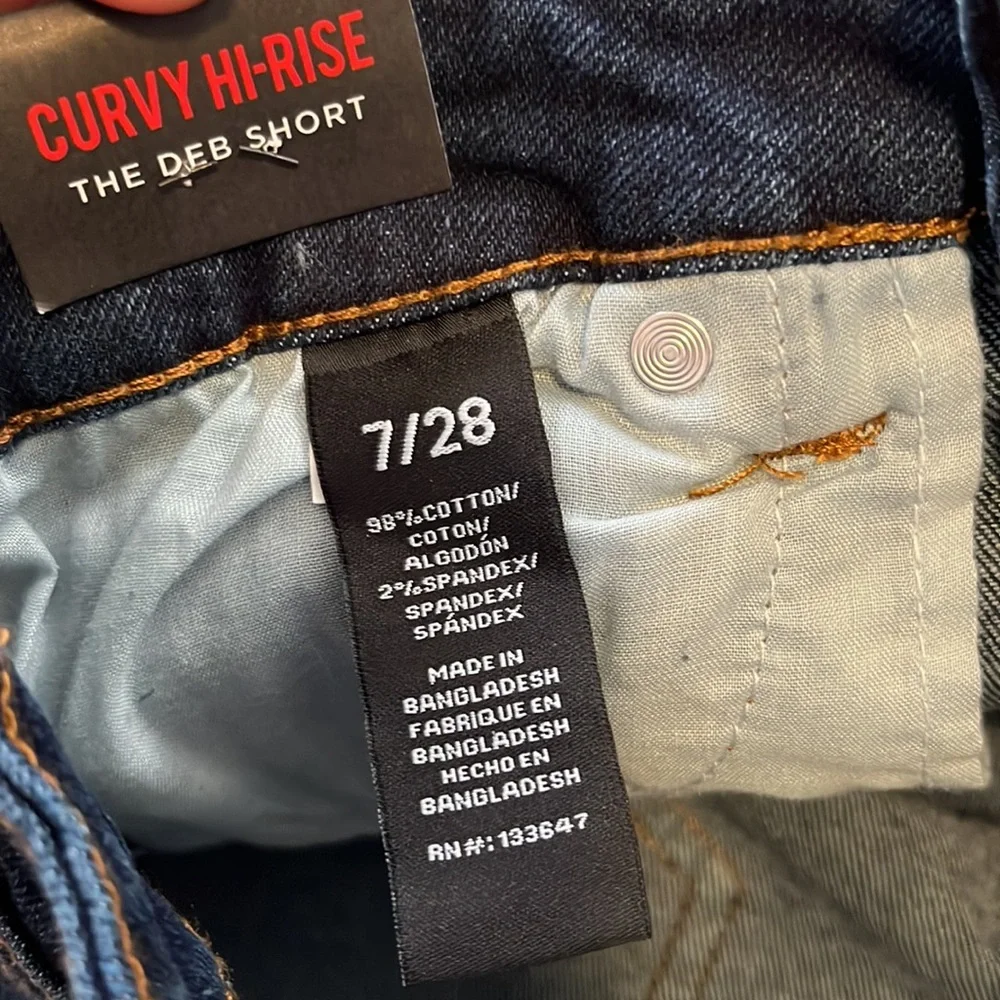 CURVY HI-RISE
THE DEB SHORT
7/28
98% COTTON/
COTON/
ALGODÓN
2% SPANDEX/
SPANDEX/
SPÁNDEX
MADE IN
BANGLADESH
FABRIQUE EN
BANGLADESH
HECHO EN
BANGLADESH
RN#: 133647